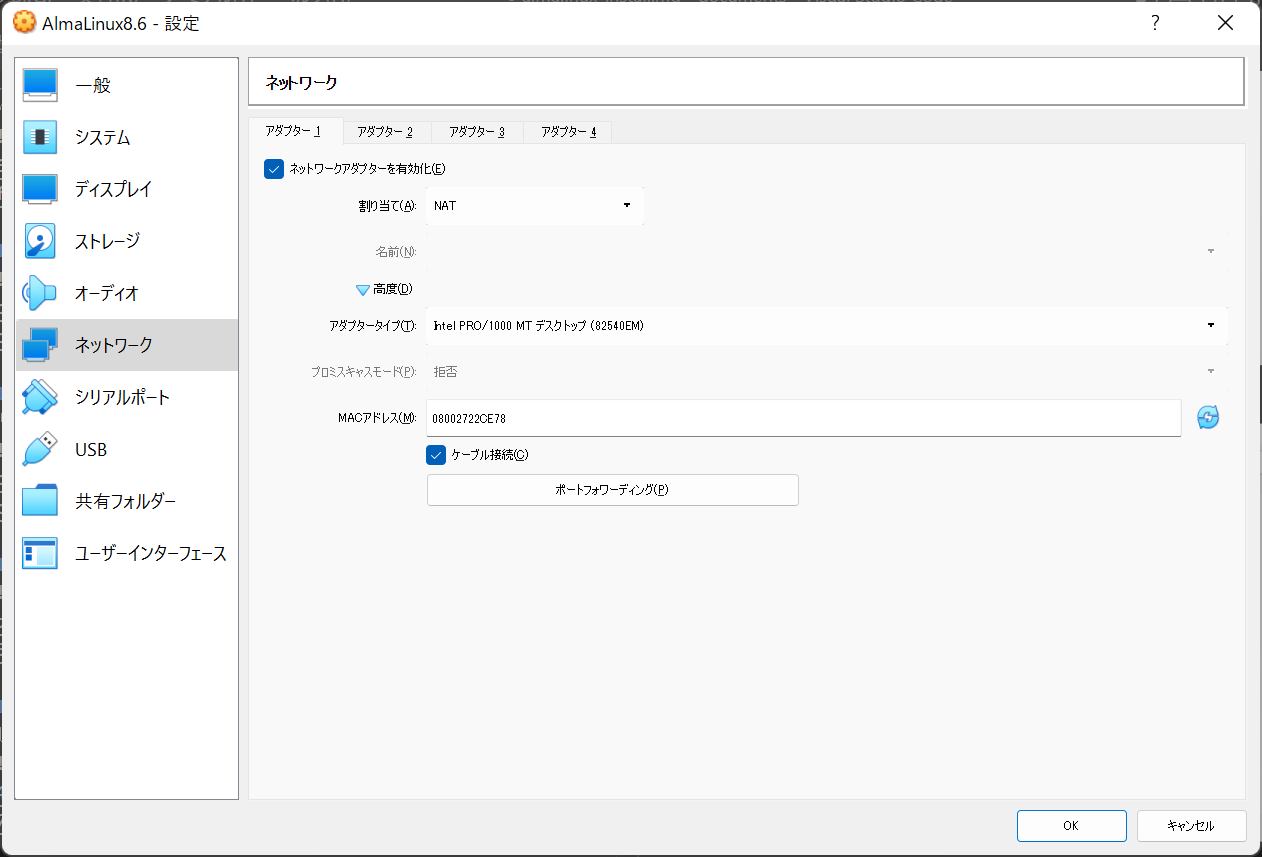 AlmaLinux8.6 - 設定
?
一般
システム
ディスプレイ
ストレージ
オーディオ
ネットワーク
シリアルポート
USB
共有フォルダー
ユーザーインターフェース
ネットワーク
アダプター 1
アダプター 2
アダプター 3
アダプター 4
ネットワークアダプターを有効化(E)
割り当て(A): NAT
名前(N):
高度(D)
アダプータイプ(T): Intel PRO/1000 MT デスクトップ (82540EM)
プロミスキャスモード(P): 拒否
MACアドレス(M): 08002722CE78
ケーブル接続(C)
ポートフォワーディング(P)
OK
キャンセル